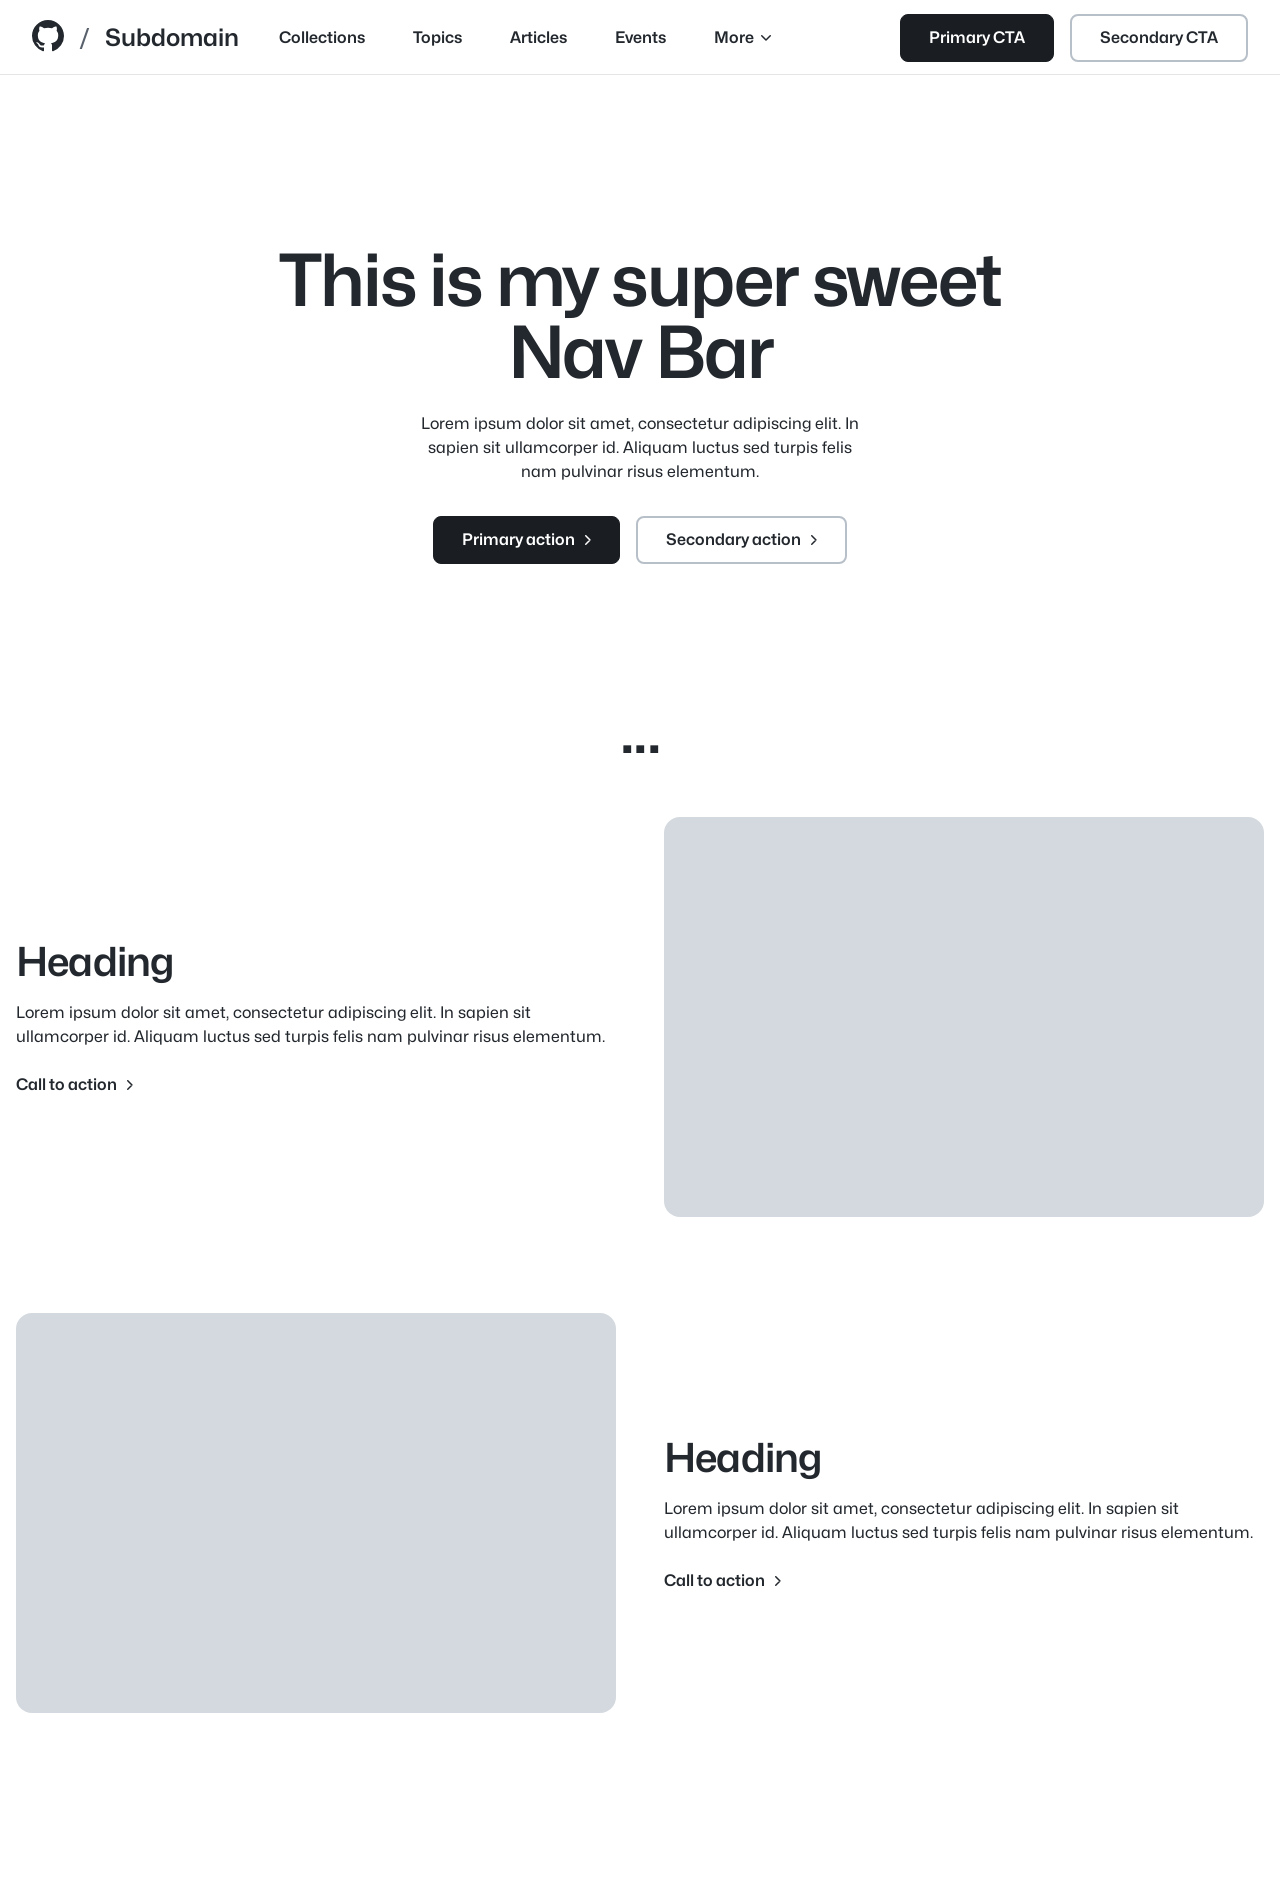 / Subdomain Collections Topics Articles Events More Primary CTA Secondary CTA
This is my super sweet
Nav Bar
Lorem ipsum dolor sit amet, consectetur adipiscing elit. In
sapien sit ullamcorper id. Aliquam luctus sed turpis felis
nam pulvinar risus elementum.
Primary action Secondary action
...
Heading
Lorem ipsum dolor sit amet, consectetur adipiscing elit. In sapien sit
ullamcorper id. Aliquam luctus sed turpis felis nam pulvinar risus elementum.
Call to action
Heading
Lorem ipsum dolor sit amet, consectetur adipiscing elit. In sapien sit
ullamcorper id. Aliquam luctus sed turpis felis nam pulvinar risus elementum.
Call to action